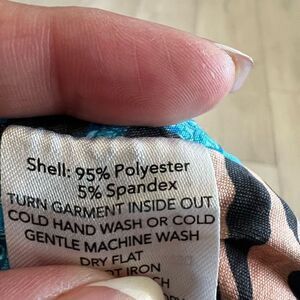 Shell: 95% Polyester
5% Spandex
TURN GARMENT INSIDE OUT
COLD HAND WASH OR COLD
GENTLE MACHINE WASH
DRY FLAT
IRON